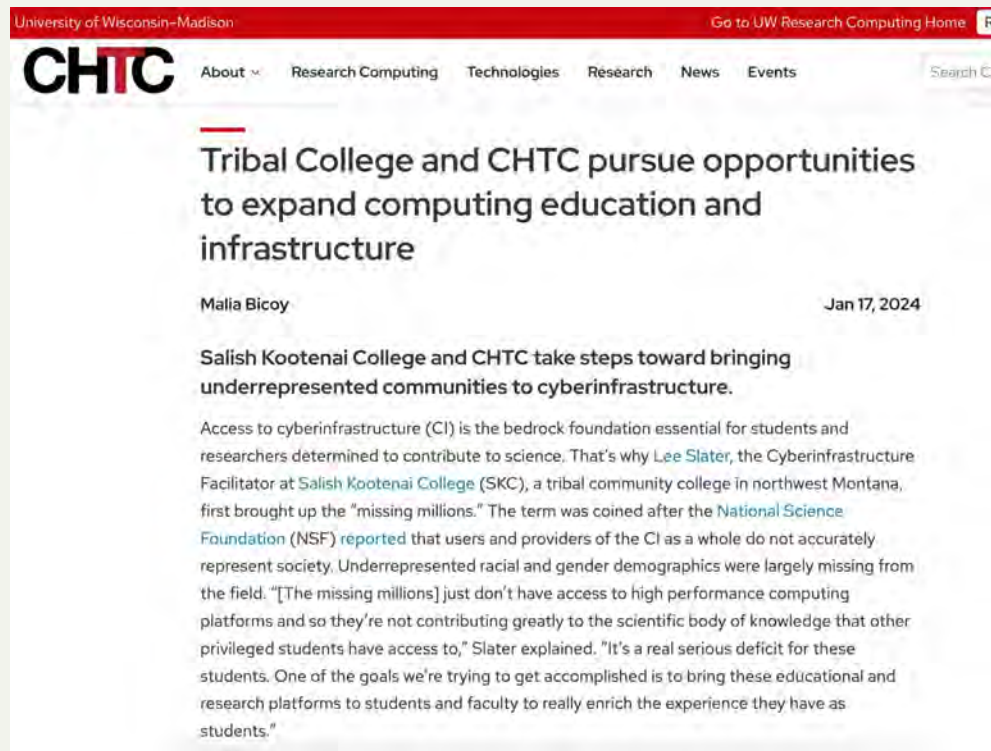 University of Wisconsin-Madison
Go to UW Research Computing Home
CHTC
About
Research Computing
Technologies
Research
News
Events
Search C
Tribal College and CHTC pursue opportunities
to expand computing education and
infrastructure
Malia Bicoy
Jan 17, 2024
Salish Kootenai College and CHTC take steps toward bringing
underrepresented communities to cyberinfrastructure.
Access to cyberinfrastructure (CI) is the bedrock foundation essential for students and
researchers determined to contribute to science. That's why Lee Slater, the Cyberinfrastructure
Facilitator at Salish Kootenai College (SKC), a tribal community college in northwest Montana,
first brought up the "missing millions." The term was coined after the National Science
Foundation (NSF) reported that users and providers of the CI as a whole do not accurately
represent society. Underrepresented racial and gender demographics were largely missing from
the field. "[The missing millions] just don't have access to high performance computing
platforms and so they're not contributing greatly to the scientific body of knowledge that other
privileged students have access to," Slater explained. "It's a real serious deficit for these
students. One of the goals we're trying to get accomplished is to bring these educational and
research platforms to students and faculty to really enrich the experience they have as
students."